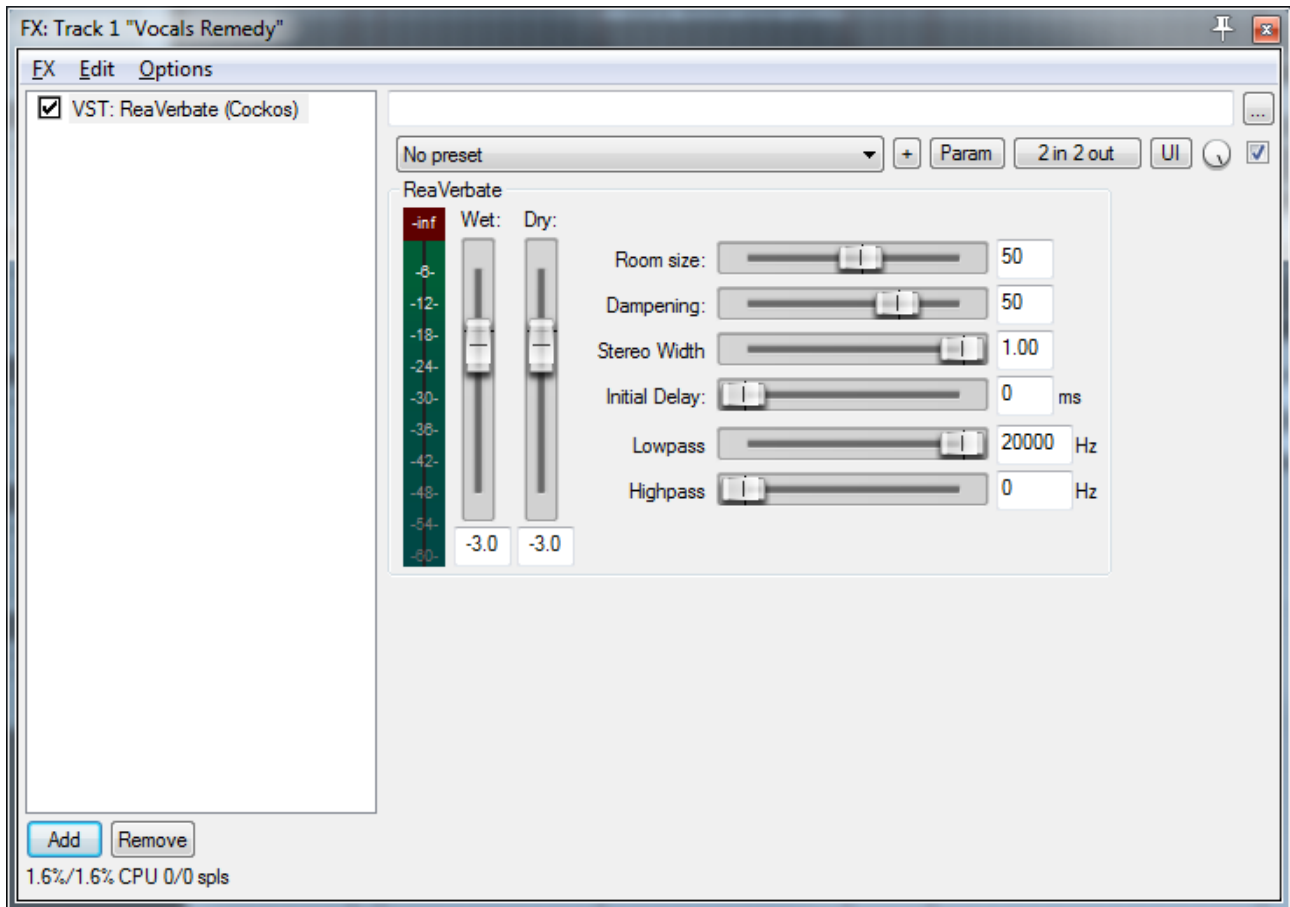 FX: Track 1 "Vocals Remedy"
FX Edit Options
VST: ReaVerbate (Cockos)
...
No preset + Param 2 in 2 out UI
ReaVerbate
-inf Wet: Dry:
-6-
-12-
-18-
-24-
-30-
-36-
-42-
-48-
-54-
-60-
-3.0 -3.0
Room size: 50
Dampening: 50
Stereo Width 1.00
Initial Delay: 0 ms
Lowpass 20000 Hz
Highpass 0 Hz
Add Remove
1.6%/1.6% CPU 0/0 spls